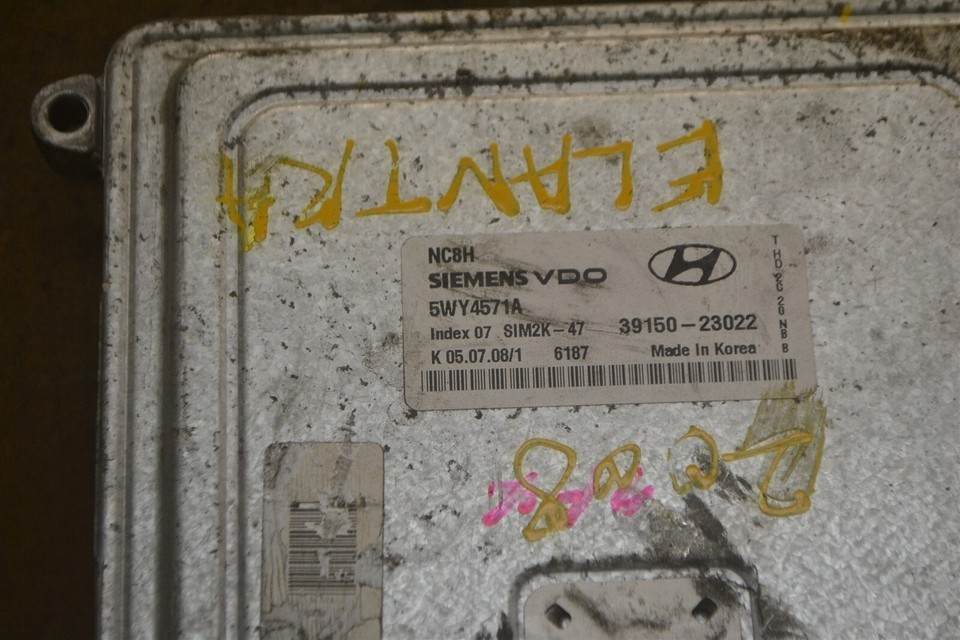 ELANTRA
NC8H
SIEMENS VDO
5WY4571A
Index 07 SIM2K-47 39150-23022
K 05.07.08/1 6187 Made In Korea
2008